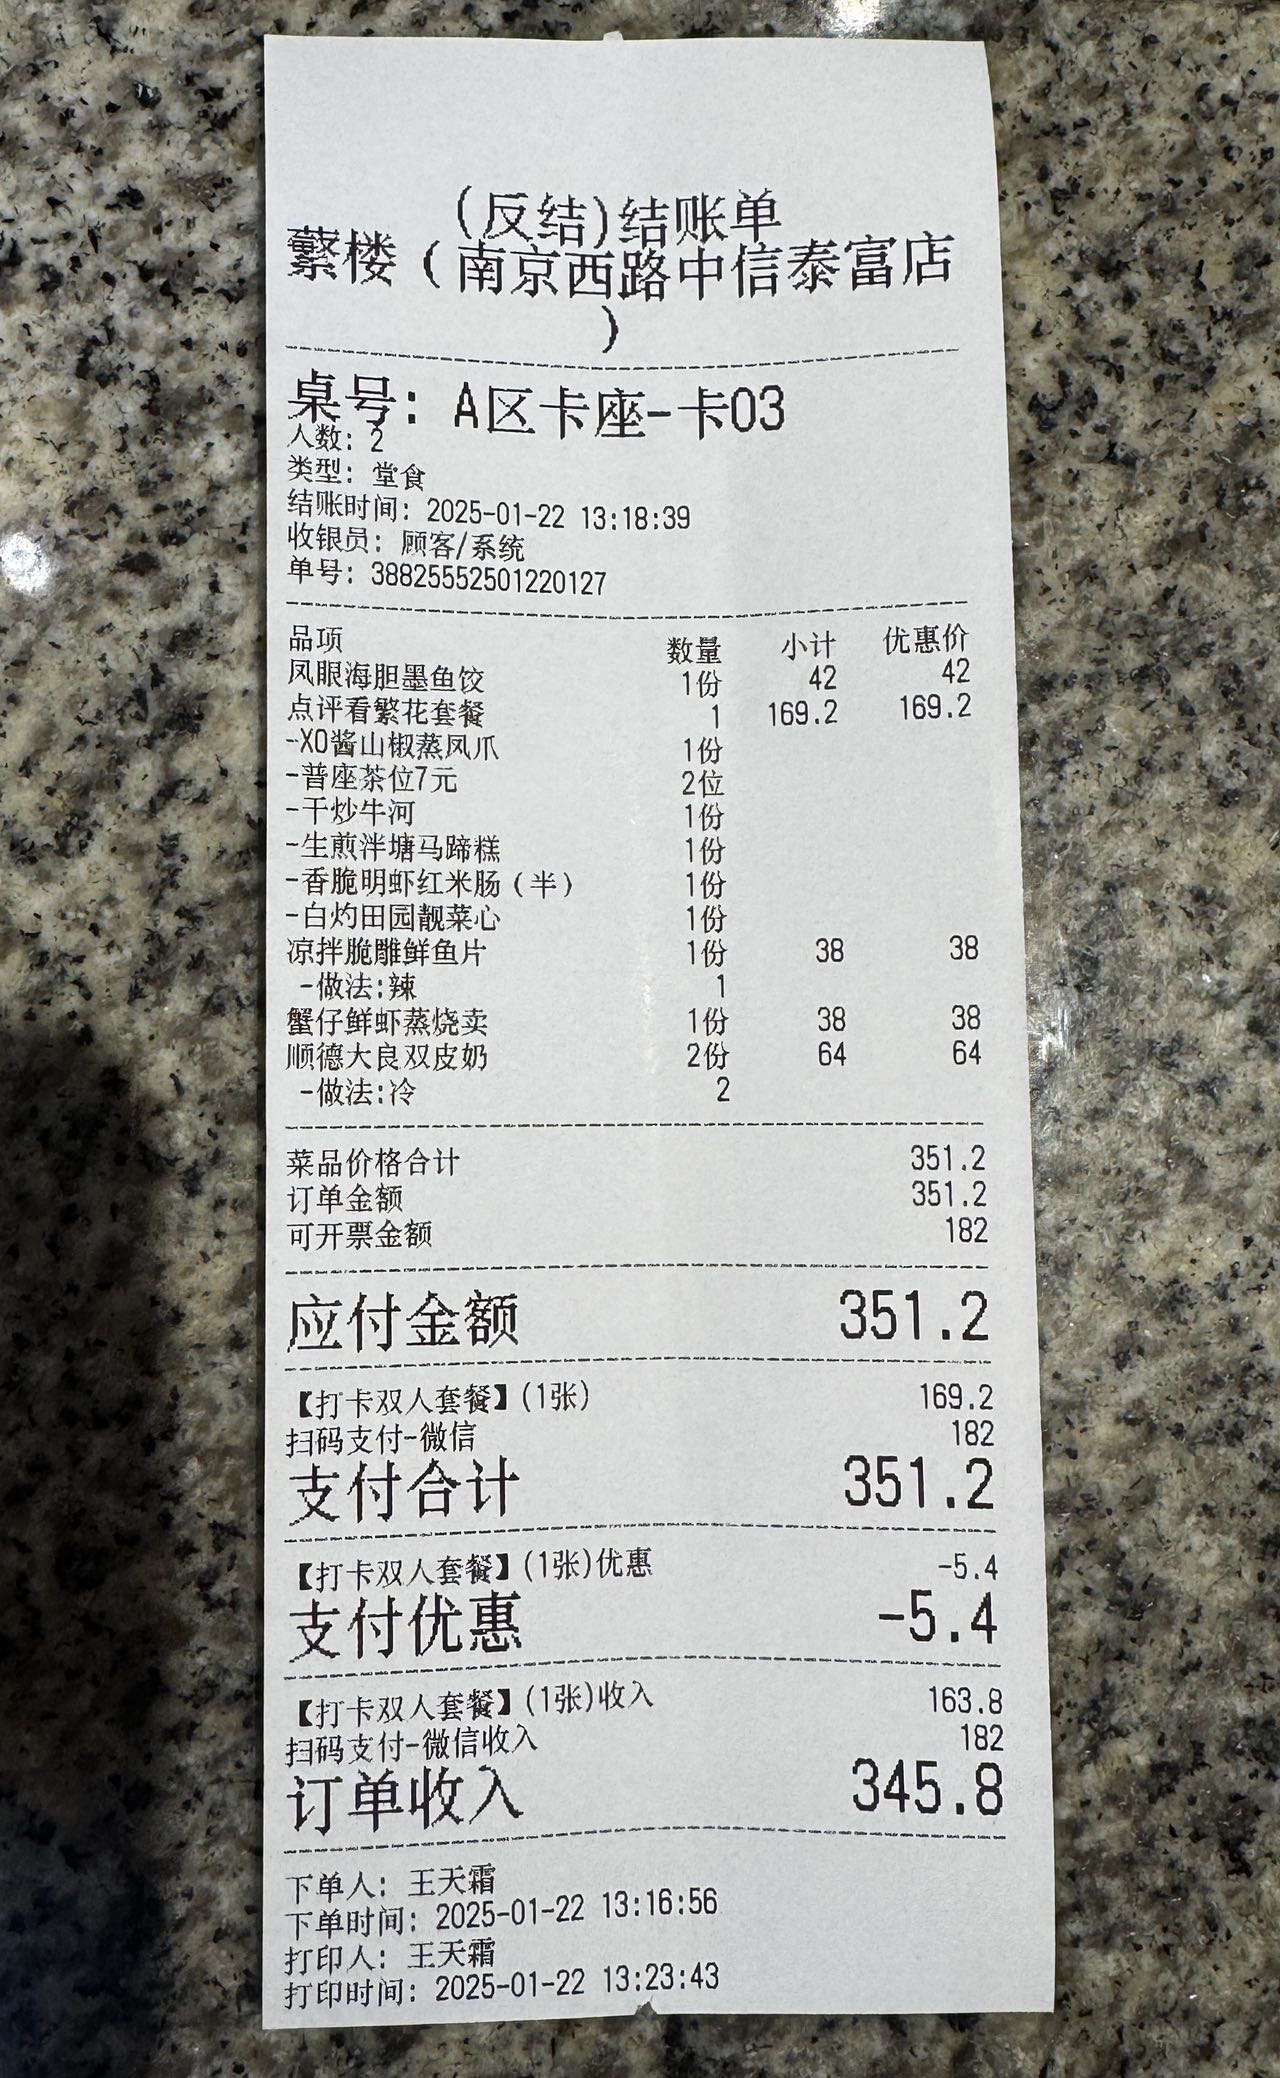 (反结)结账单
蘩楼（南京西路中信泰富店
）
桌号: A区卡座-卡03
人数: 2
类型: 堂食
结账时间: 2025-01-22 13:18:39
收银员: 顾客/系统
单号: 38825552501220127
品项 数量 小计 优惠价
凤眼海胆墨鱼饺 1份 42 42
点评看繁花套餐 1 169.2 169.2
-XO酱山椒蒸凤爪 1份
-普座茶位7元 2位
-干炒牛河 1份
-生煎泮塘马蹄糕 1份
-香脆明虾红米肠（半） 1份
-白灼田园靓菜心 1份
凉拌脆雕鲜鱼片 1份 38 38
-做法:辣 1
蟹仔鲜虾蒸烧卖 1份 38 38
顺德大良双皮奶 2份 64 64
-做法:冷 2
菜品价格合计 351.2
订单金额 351.2
可开票金额 182
应付金额 351.2
【打卡双人套餐】(1张) 169.2
扫码支付-微信 182
支付合计 351.2
【打卡双人套餐】(1张)优惠 -5.4
支付优惠 -5.4
【打卡双人套餐】(1张)收入 163.8
扫码支付-微信收入 182
订单收入 345.8
下单人: 王天霜
下单时间: 2025-01-22 13:16:56
打印人: 王天霜
打印时间: 2025-01-22 13:23:43